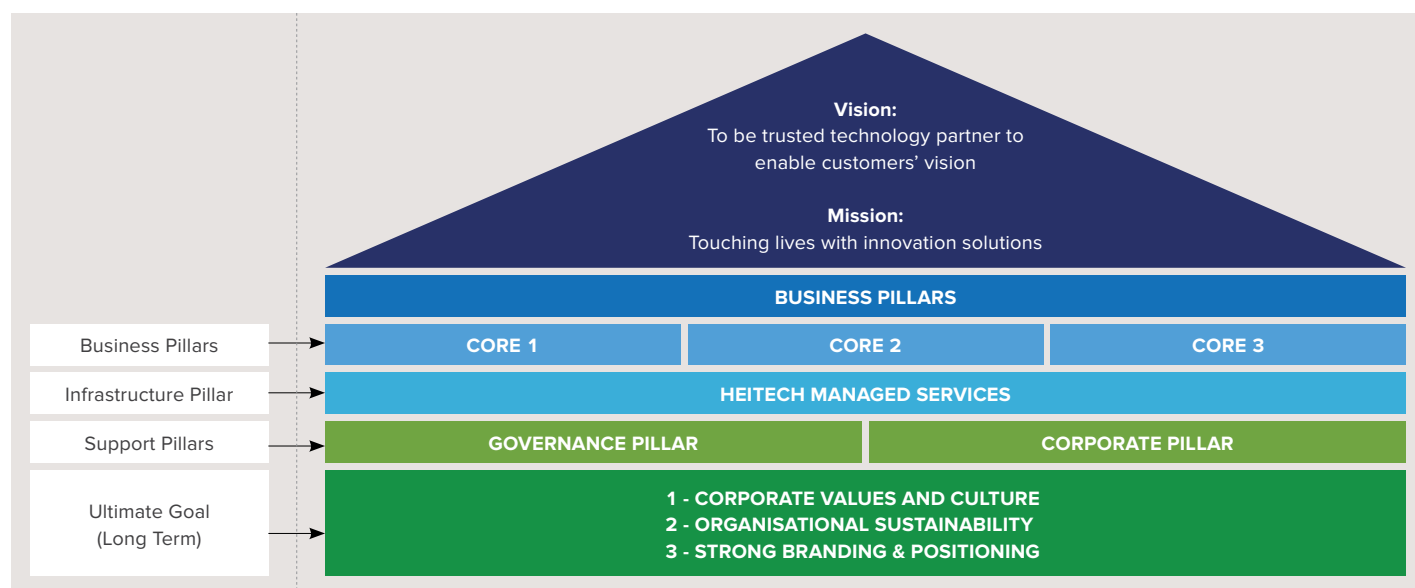 Vision:
To be trusted technology partner to
enable customers’ vision
Mission:
Touching lives with innovation solutions
BUSINESS PILLARS
Business Pillars
CORE 1
CORE 2
CORE 3
Infrastructure Pillar
HEITECH MANAGED SERVICES
Support Pillars
GOVERNANCE PILLAR
CORPORATE PILLAR
Ultimate Goal
(Long Term)
1 - CORPORATE VALUES AND CULTURE
2 - ORGANISATIONAL SUSTAINABILITY
3 - STRONG BRANDING & POSITIONING